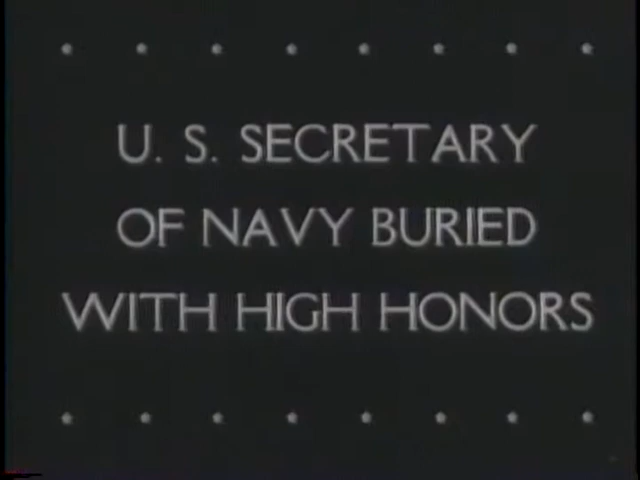 U. S. SECRETARY
OF NAVY BURIED
WITH HIGH HONORS